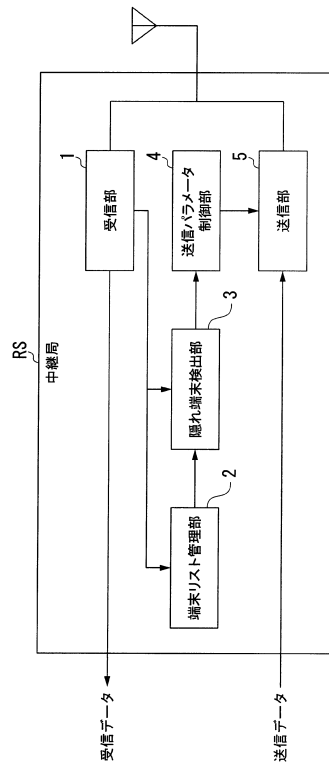 RS
中継局
1
受信部
2
端末リスト管理部
3
隠れ端末検出部
4
送信パラメータ
制御部
5
送信部
受信データ
送信データ